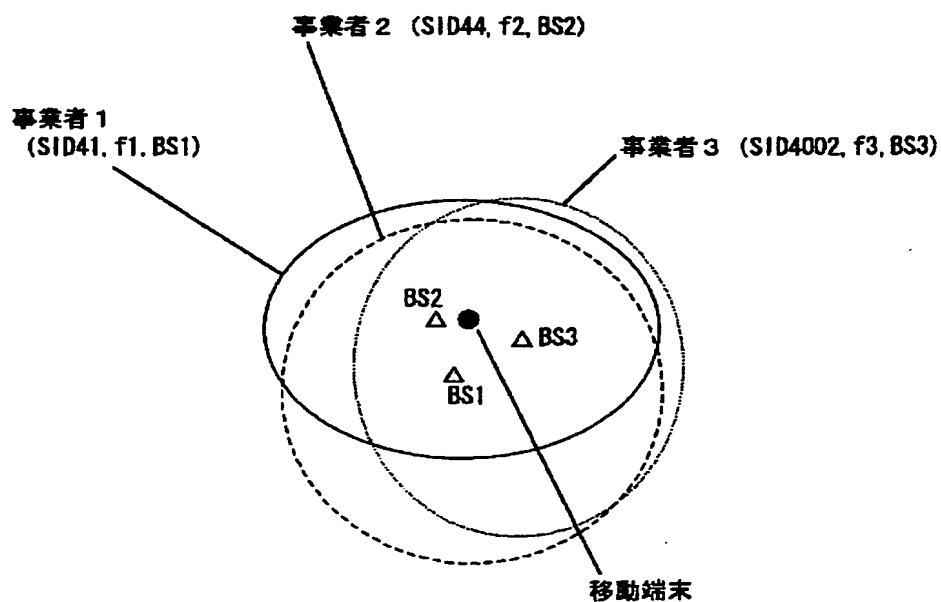 事業者２ (SID44, f2, BS2)
事業者１
(SID41, f1, BS1)
事業者３ (SID4002, f3, BS3)
BS2
BS3
BS1
移動端末